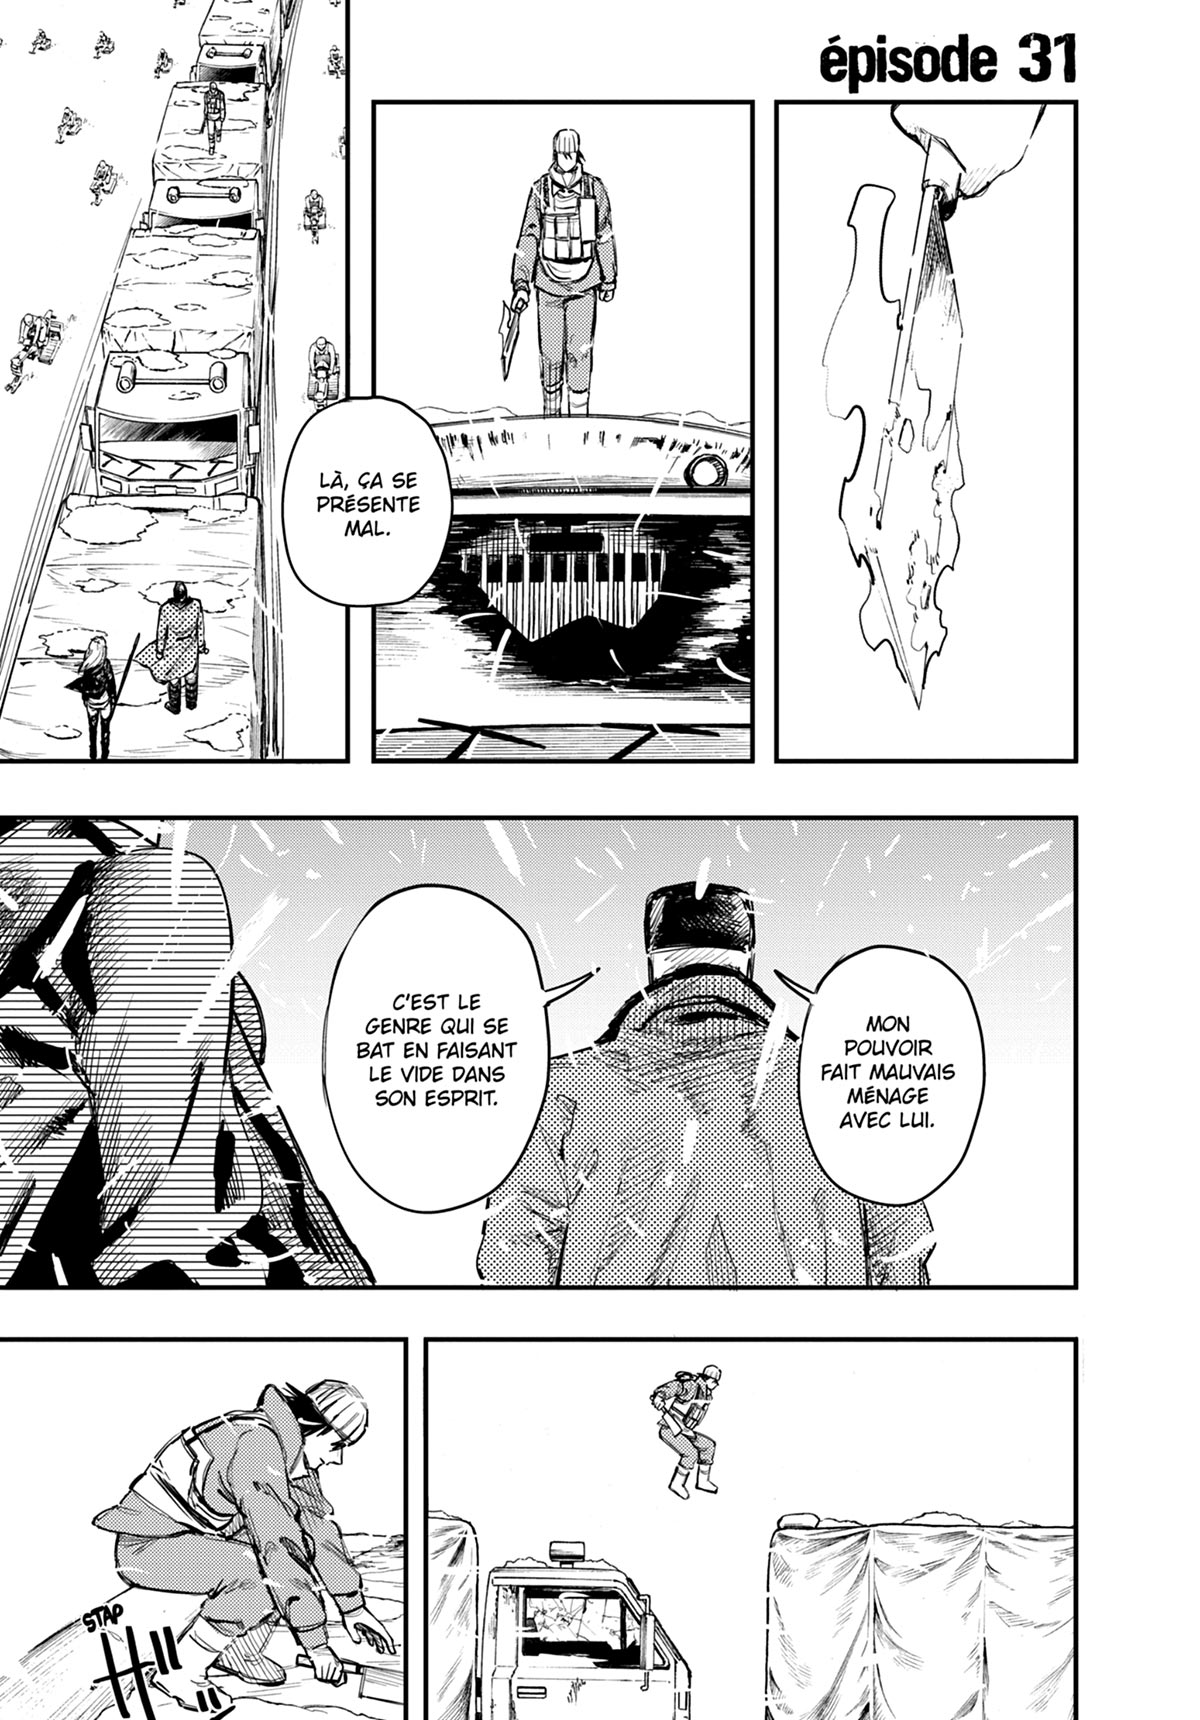 épisode 31
LÀ, ÇA SE
PRÉSENTE
MAL.
MON
POUVOIR
FAIT MAUVAIS
MÉNAGE
AVEC LUI.
C'EST LE
GENRE QUI SE
BAT EN FAISANT
LE VIDE DANS
SON ESPRIT.
STAP